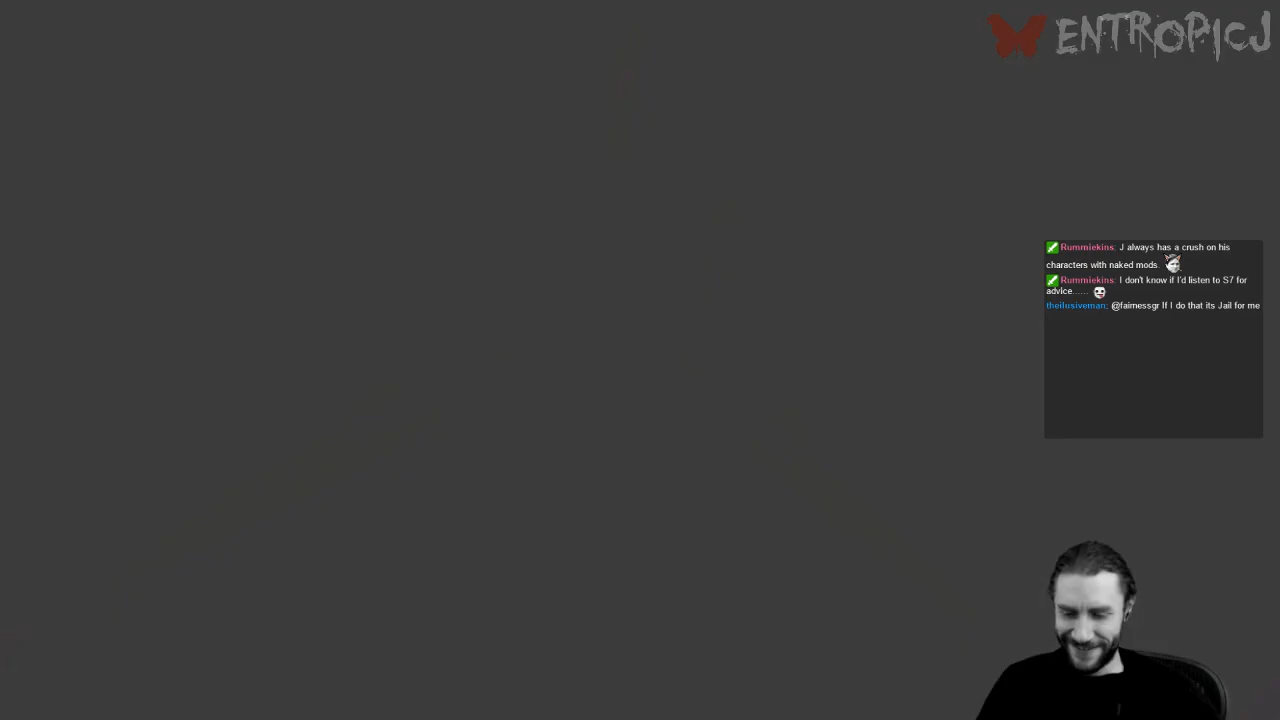 ENTROPICJ
Rummiekins: J always has a crush on his
characters with naked mods.
Rummiekins: I don't know if I'd listen to S7 for
advice......
theilusiveman: @faimessgr If I do that its Jail for me